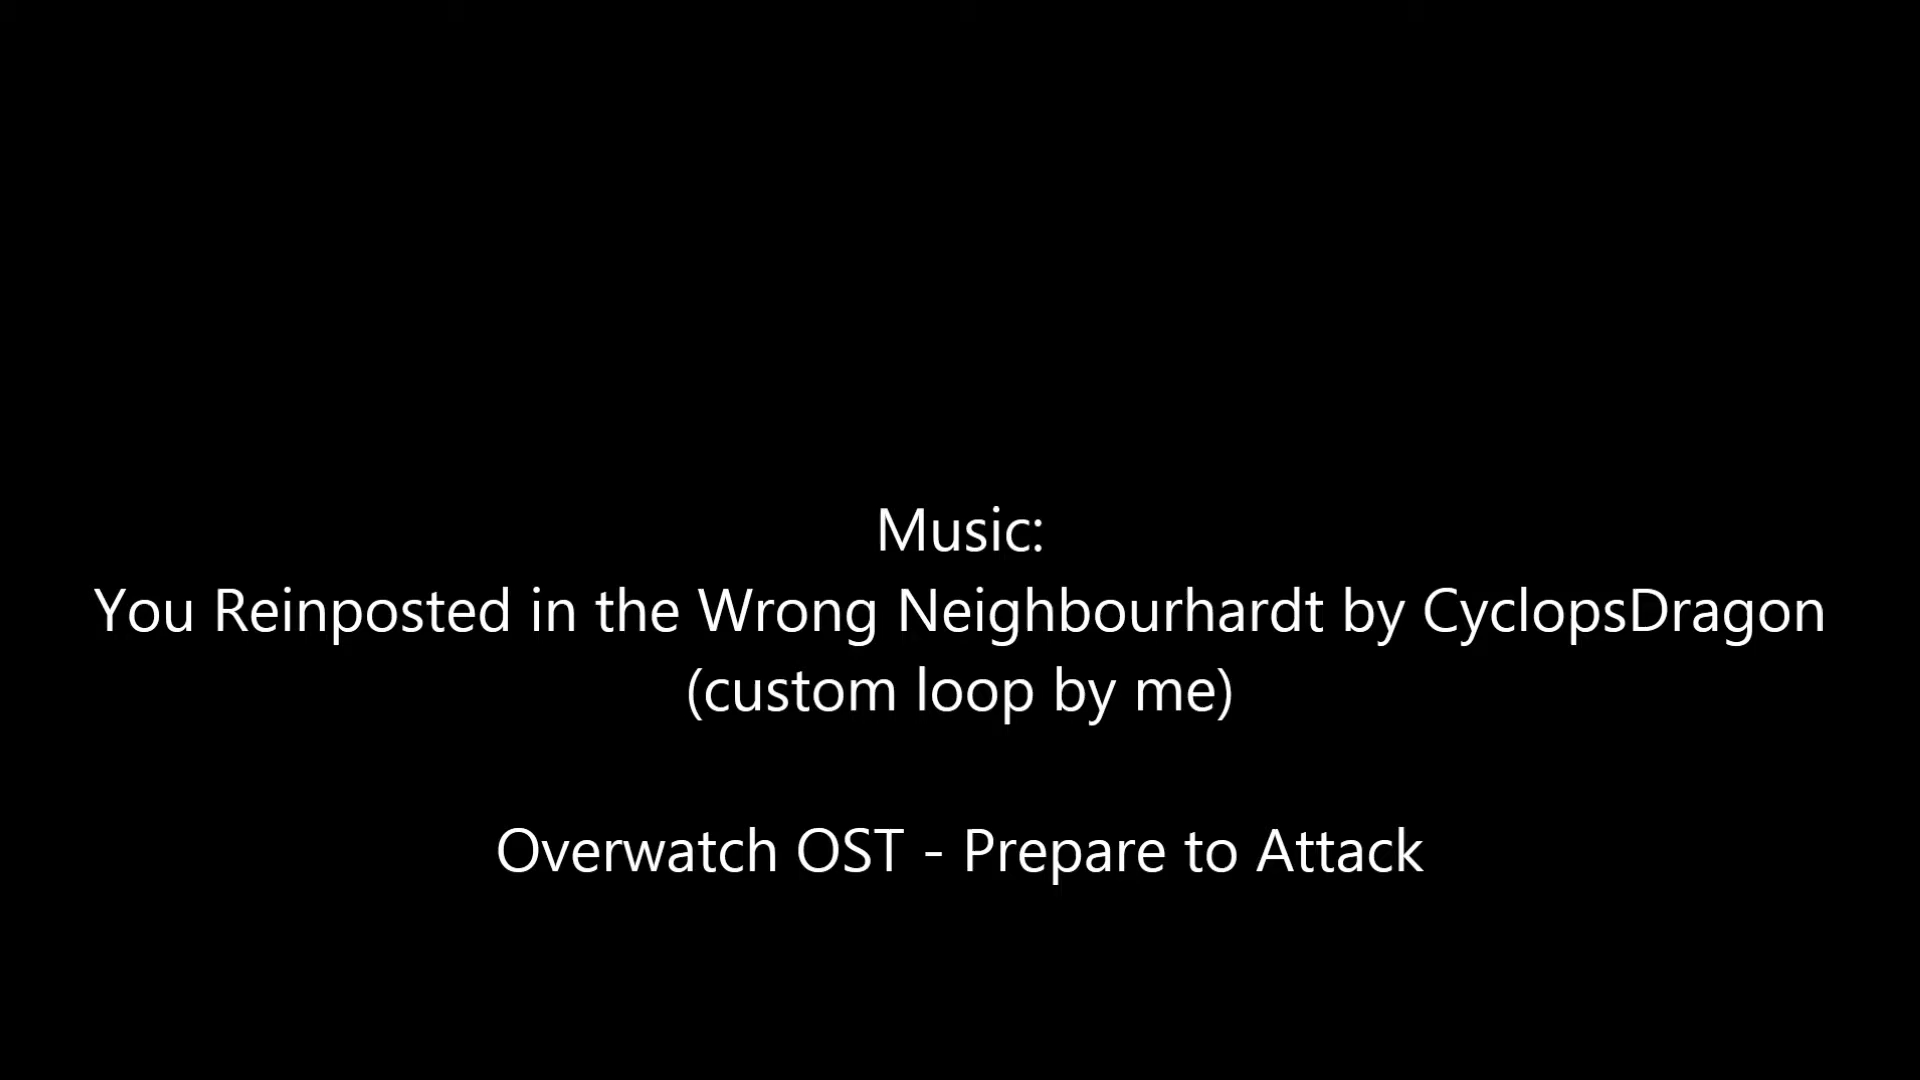 Music:
You Reinposted in the Wrong Neighbourhardt by CyclopsDragon
(custom loop by me)
Overwatch OST - Prepare to Attack